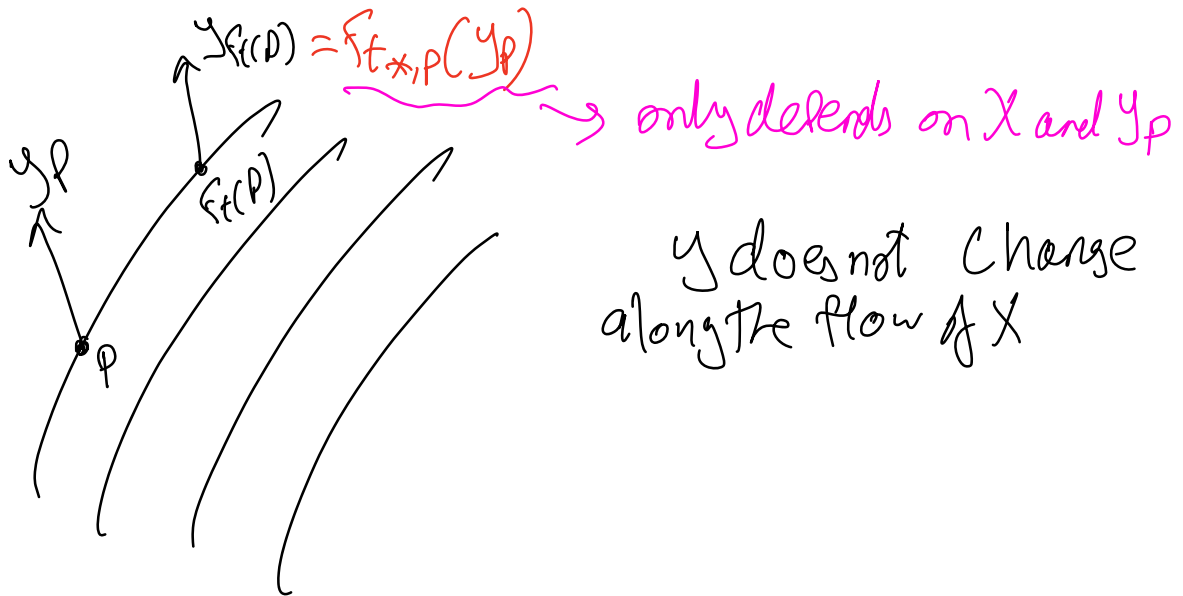 y_{f_t(p)} = f_{t*,p}(y_p)
→ only depends on X and y_p
y_p
f_t(p)
y does not change
along the flow of X
p